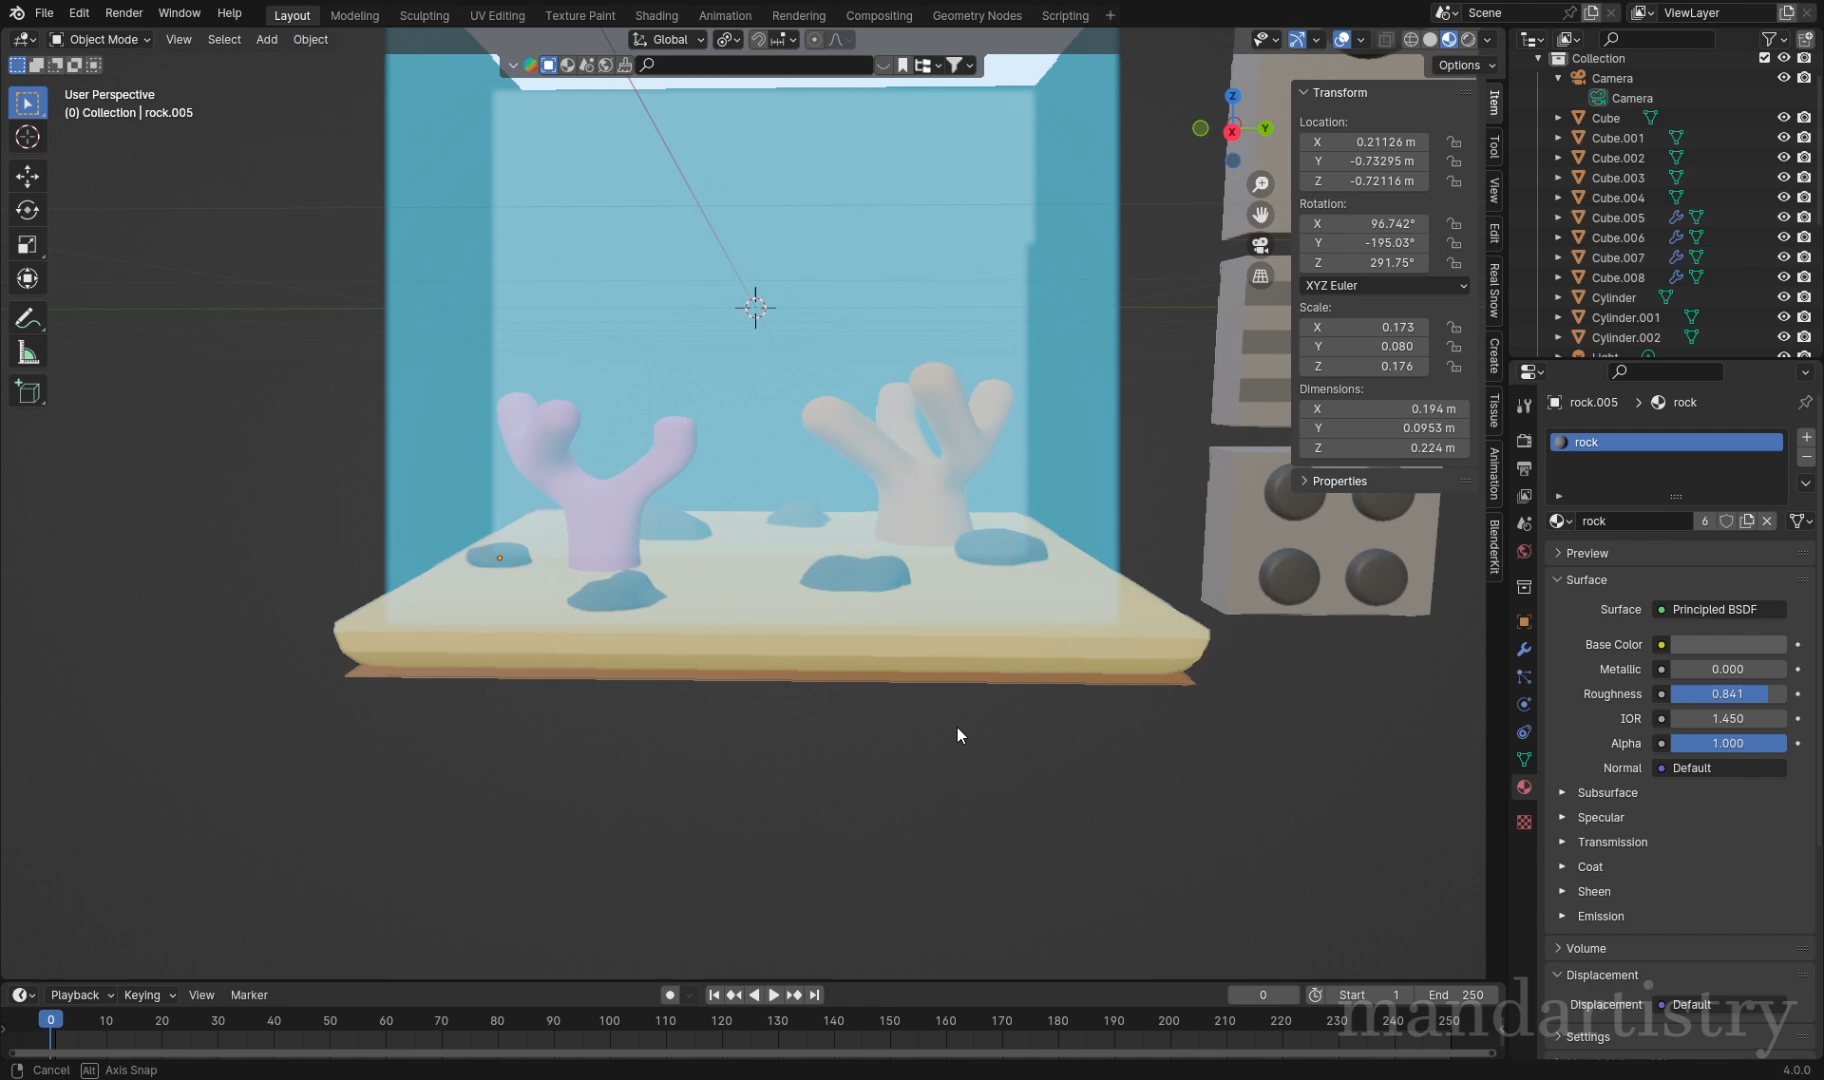 File Edit Render Window Help Layout Modeling Sculpting UV Editing Texture Paint Shading Animation Rendering Compositing Geometry Nodes Scripting + Scene ViewLayer
Object Mode View Select Add Object Global
Options
User Perspective
(0) Collection | rock.005
Transform
Location:
X 0.21126 m
Y -0.73295 m
Z -0.72116 m
Rotation:
X 96.742°
Y -195.03°
Z 291.75°
XYZ Euler
Scale:
X 0.173
Y 0.080
Z 0.176
Dimensions:
X 0.194 m
Y 0.0953 m
Z 0.224 m
Properties
Z
Y
X
Item
Tool
View
Edit
Real Snow
Create
Tissue
Animation
BlenderKit
Collection
Camera
Camera
Cube
Cube.001
Cube.002
Cube.003
Cube.004
Cube.005
Cube.006
Cube.007
Cube.008
Cylinder
Cylinder.001
Cylinder.002
Light
rock.005 > rock
rock
rock 6
Preview
Surface
Surface Principled BSDF
Base Color
Metallic 0.000
Roughness 0.841
IOR 1.450
Alpha 1.000
Normal Default
Subsurface
Specular
Transmission
Coat
Sheen
Emission
Volume
Displacement
Displacement Default
Settings
mandartistry
Playback Keying View Marker 0 Start 1 End 250
0 10 20 30 40 50 60 70 80 90 100 110 120 130 140 150 160 170 180 190 200 210 220 230 240 250
Cancel Alt Axis Snap 4.0.0